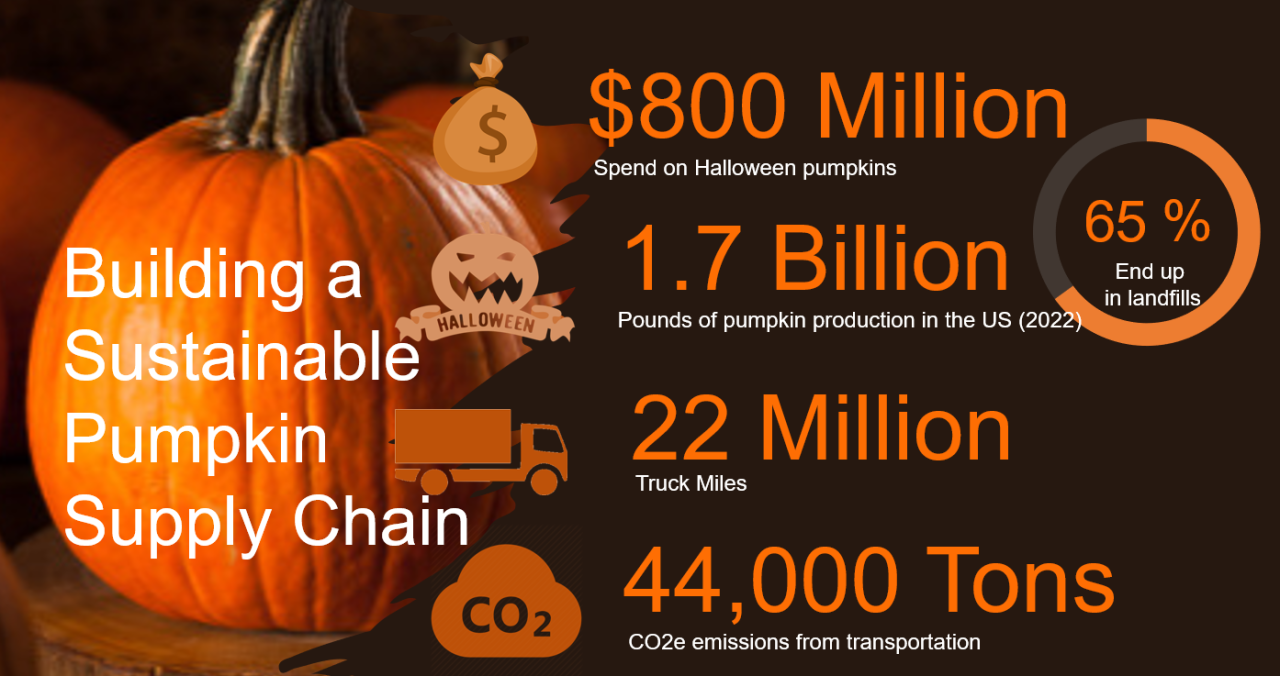 Building a
Sustainable
Pumpkin
Supply Chain
$
$800 Million
Spend on Halloween pumpkins
HALLOWEEN
1.7 Billion
Pounds of pumpkin production in the US (2022)
65 %
End up
in landfills
22 Million
Truck Miles
CO2
44,000 Tons
CO2e emissions from transportation